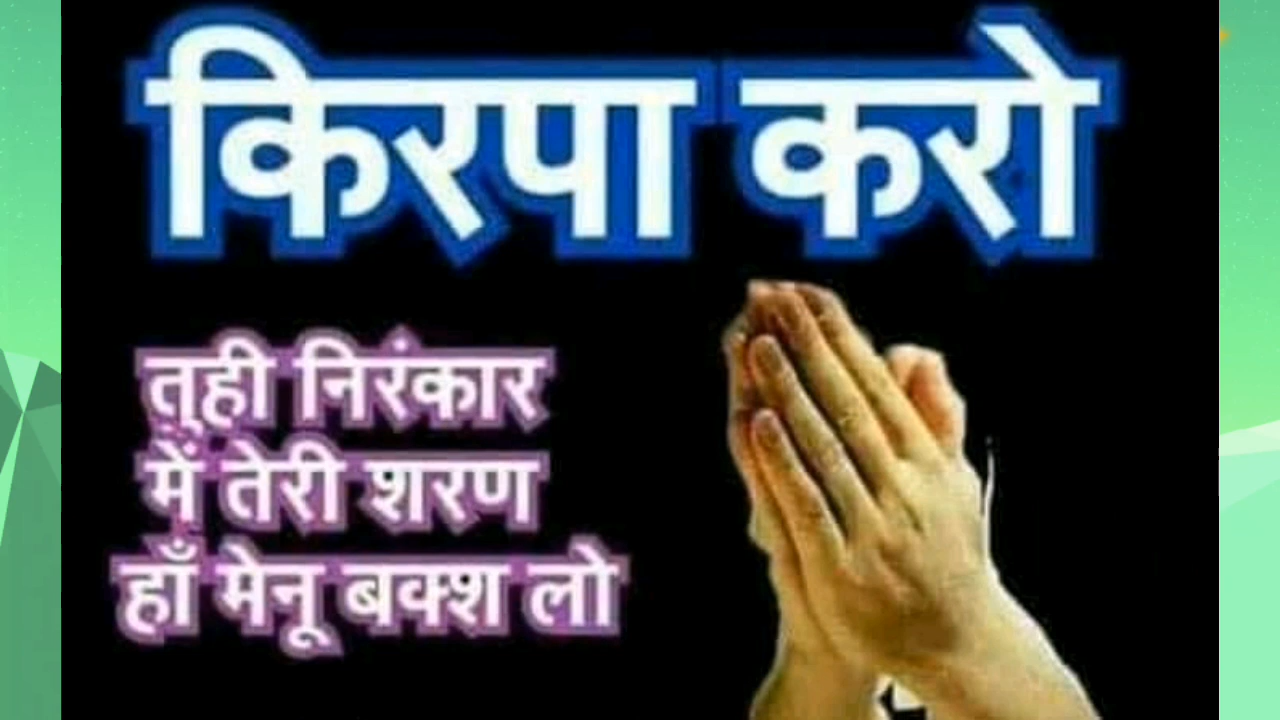 किरपा करो
तुही निरंकार
में तेरी शरण
हाँ मेनू बक्श लो